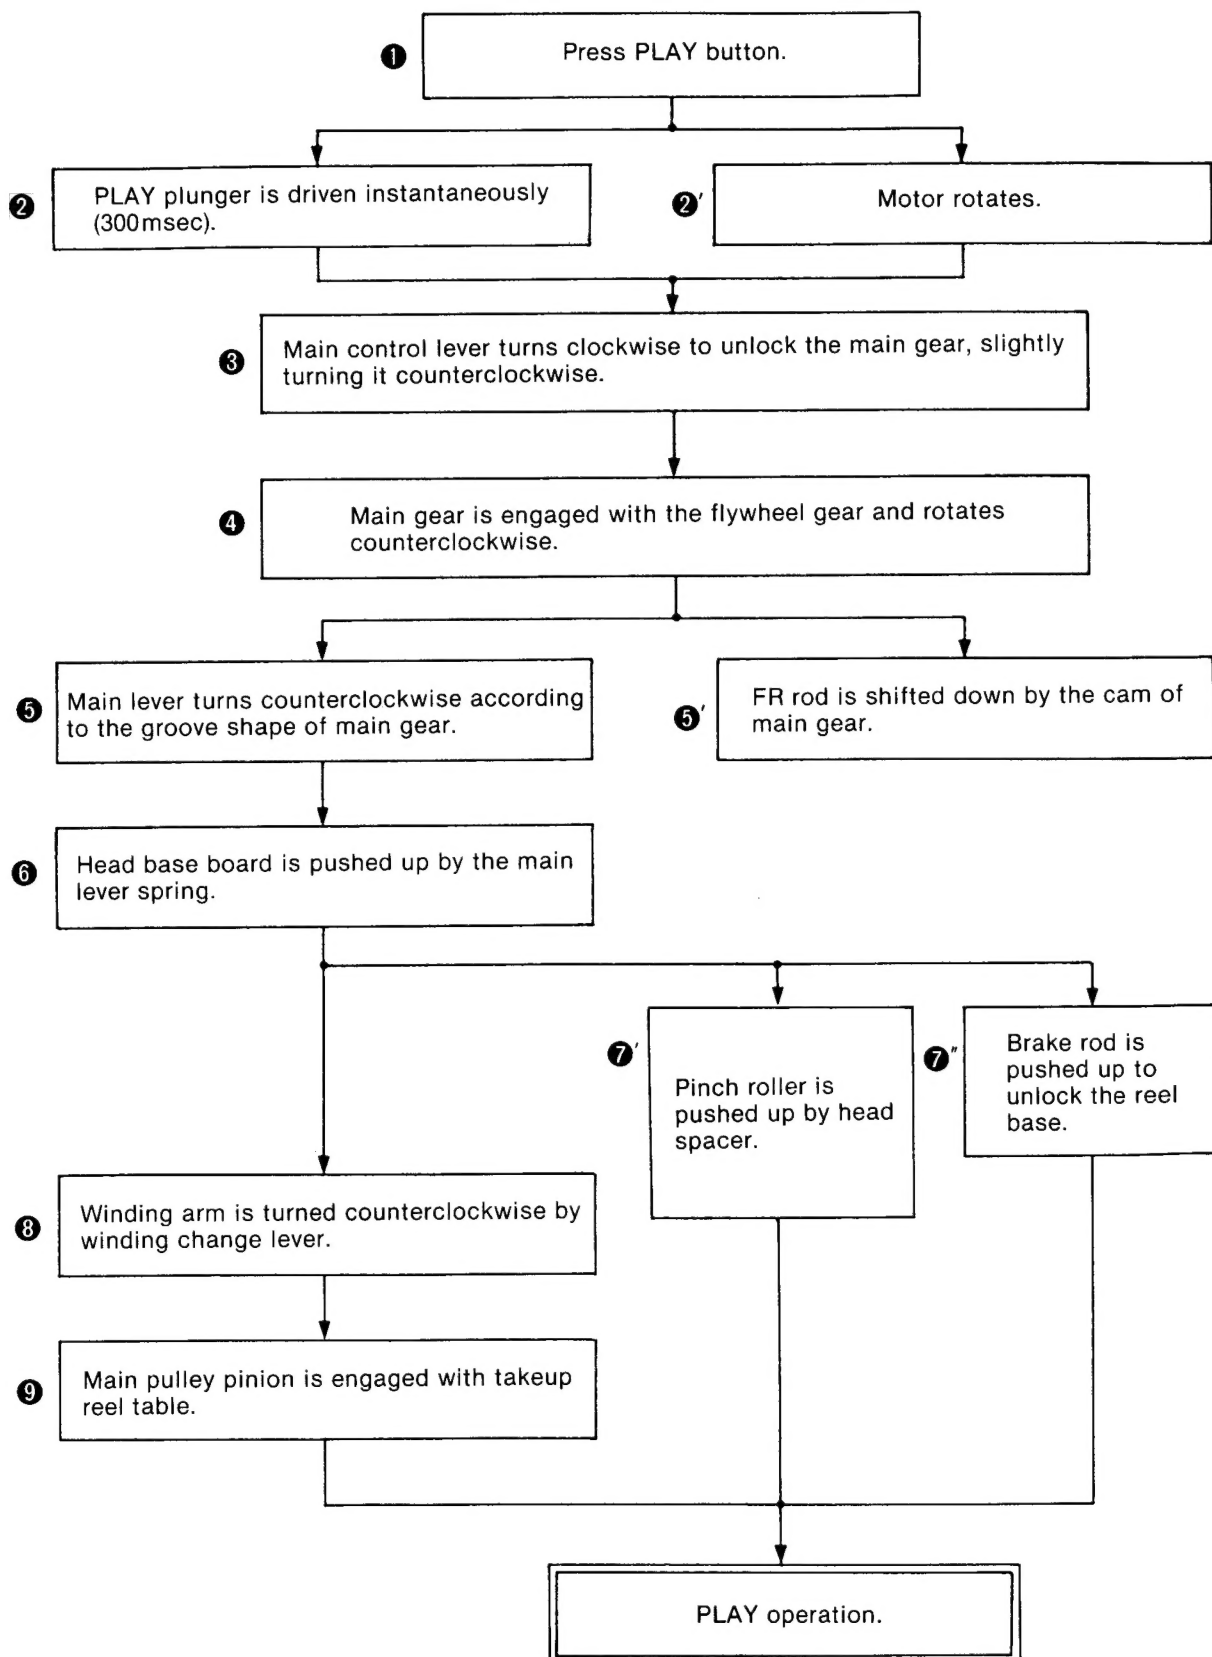 ❶ Press PLAY button.
❷ PLAY plunger is driven instantaneously
(300msec).
❷′ Motor rotates.
❸ Main control lever turns clockwise to unlock the main gear, slightly
turning it counterclockwise.
❹ Main gear is engaged with the flywheel gear and rotates
counterclockwise.
❺ Main lever turns counterclockwise according
to the groove shape of main gear.
❺′ FR rod is shifted down by the cam of
main gear.
❻ Head base board is pushed up by the main
lever spring.
❼′ Pinch roller is
pushed up by head
spacer.
❼″ Brake rod is
pushed up to
unlock the reel
base.
❽ Winding arm is turned counterclockwise by
winding change lever.
❾ Main pulley pinion is engaged with takeup
reel table.
PLAY operation.